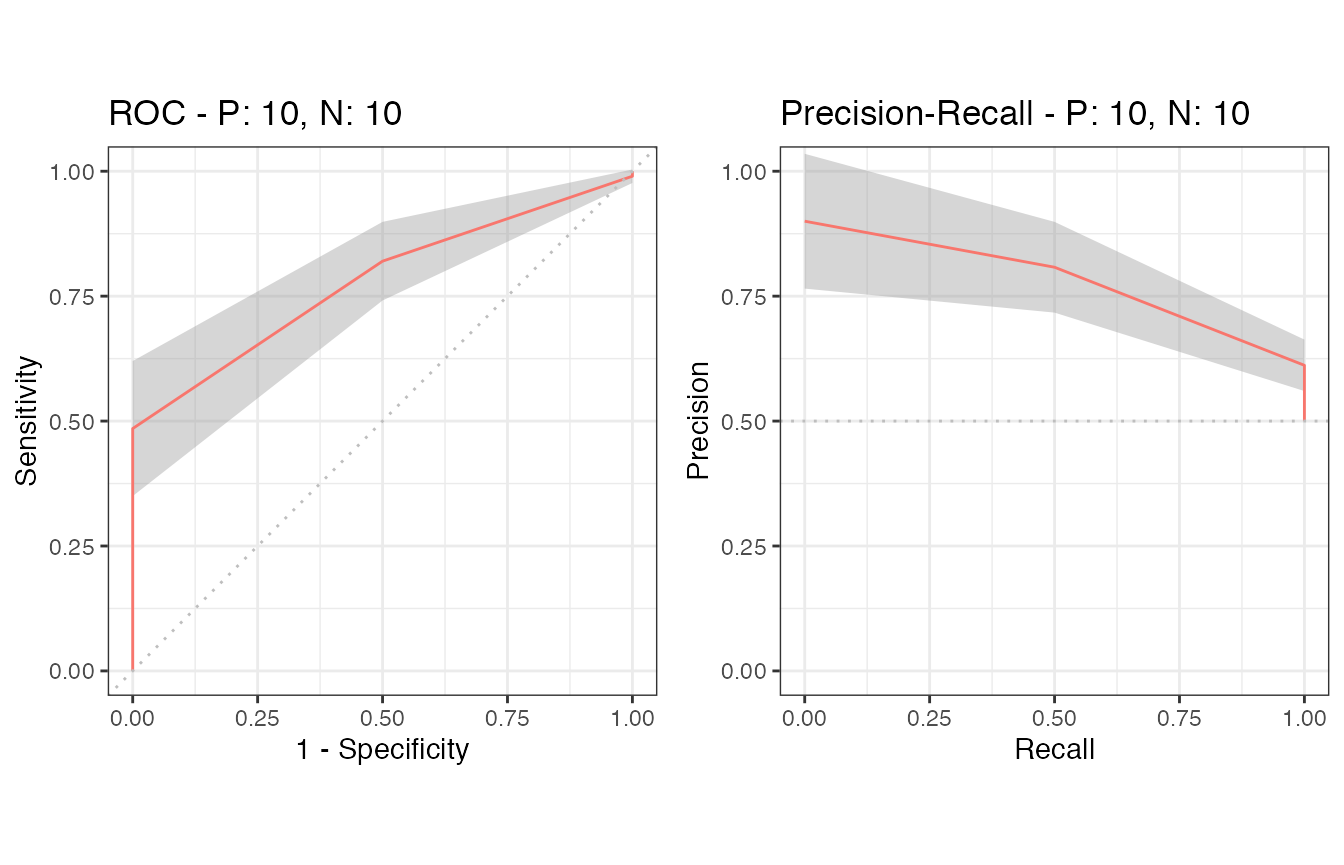 ROC - P: 10, N: 10
Sensitivity
1.00
0.75
0.50
0.25
0.00
0.00 0.25 0.50 0.75 1.00
1 - Specificity
Precision-Recall - P: 10, N: 10
Precision
1.00
0.75
0.50
0.25
0.00
0.00 0.25 0.50 0.75 1.00
Recall